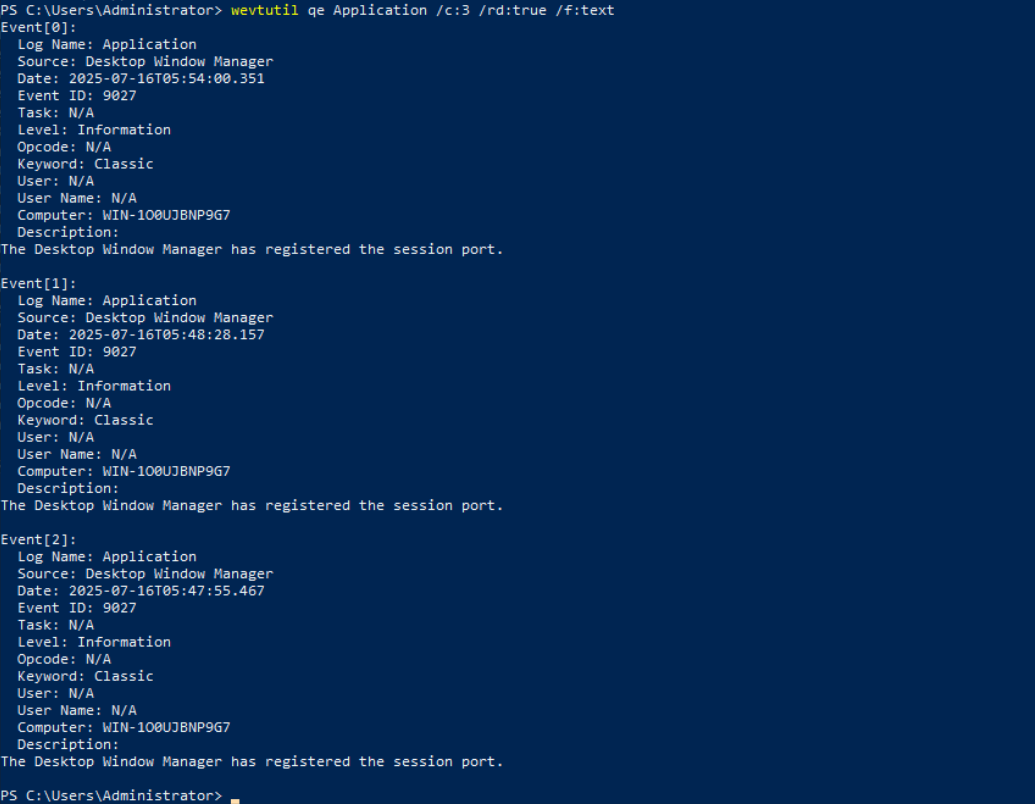 PS C:\Users\Administrator> wevtutil qe Application /c:3 /rd:true /f:text
Event[0]:
  Log Name: Application
  Source: Desktop Window Manager
  Date: 2025-07-16T05:54:00.351
  Event ID: 9027
  Task: N/A
  Level: Information
  Opcode: N/A
  Keyword: Classic
  User: N/A
  User Name: N/A
  Computer: WIN-1O0UJBNP9G7
  Description:
The Desktop Window Manager has registered the session port.

Event[1]:
  Log Name: Application
  Source: Desktop Window Manager
  Date: 2025-07-16T05:48:28.157
  Event ID: 9027
  Task: N/A
  Level: Information
  Opcode: N/A
  Keyword: Classic
  User: N/A
  User Name: N/A
  Computer: WIN-1O0UJBNP9G7
  Description:
The Desktop Window Manager has registered the session port.

Event[2]:
  Log Name: Application
  Source: Desktop Window Manager
  Date: 2025-07-16T05:47:55.467
  Event ID: 9027
  Task: N/A
  Level: Information
  Opcode: N/A
  Keyword: Classic
  User: N/A
  User Name: N/A
  Computer: WIN-1O0UJBNP9G7
  Description:
The Desktop Window Manager has registered the session port.

PS C:\Users\Administrator>